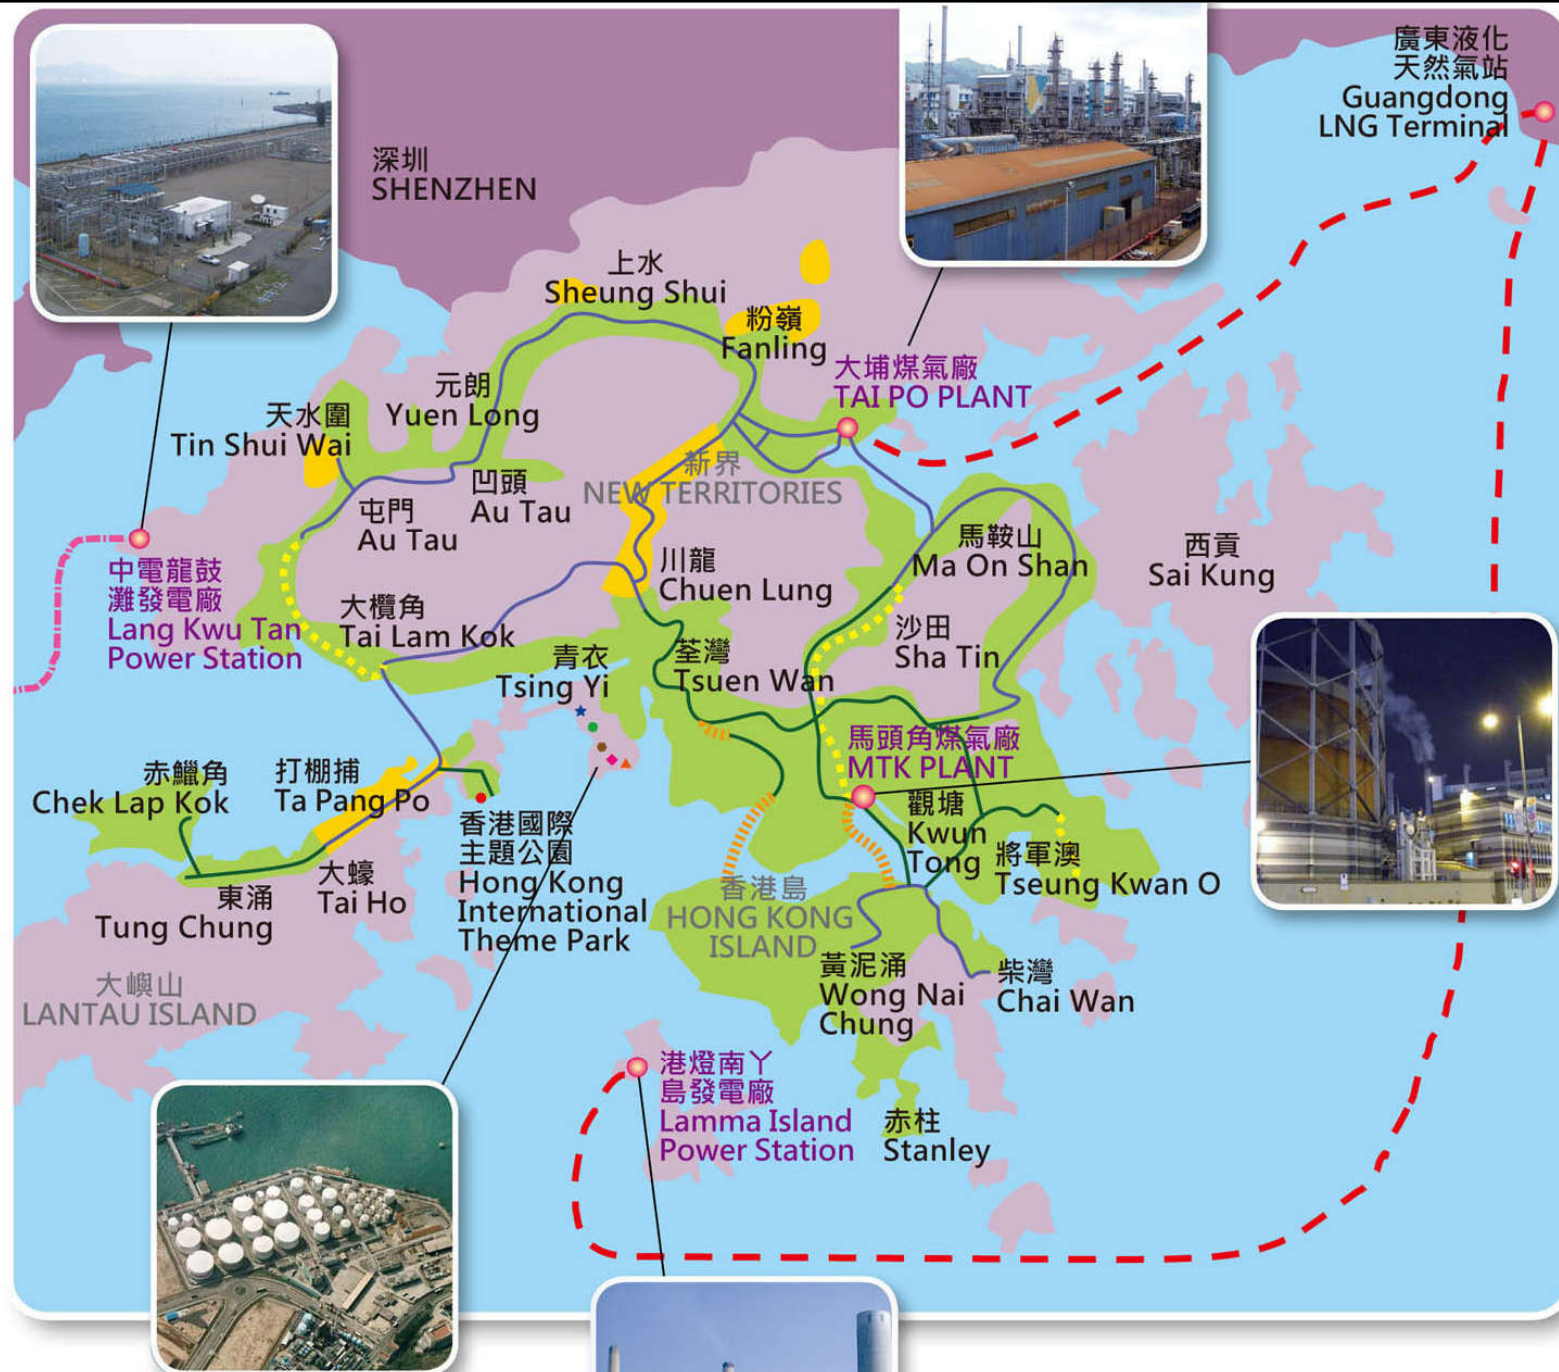 廣東液化
天然氣站
Guangdong
LNG Terminal
深圳
SHENZHEN
上水
Sheung Shui
粉嶺
Fanling
大埔煤氣廠
TAI PO PLANT
元朗
Yuen Long
天水圍
Tin Shui Wai
新界
NEW TERRITORIES
凹頭
Au Tau
屯門
Au Tau
馬鞍山
Ma On Shan
西貢
Sai Kung
川龍
Chuen Lung
中電龍鼓
灘發電廠
Lang Kwu Tan
Power Station
大欖角
Tai Lam Kok
沙田
Sha Tin
青衣
Tsing Yi
荃灣
Tsuen Wan
馬頭角煤氣廠
MTK PLANT
赤鱲角
Chek Lap Kok
打棚捕
Ta Pang Po
觀塘
Kwun
Tong
香港國際
主題公園
Hong Kong
International
Theme Park
將軍澳
Tseung Kwan O
大蠔
Tai Ho
東涌
Tung Chung
香港島
HONG KONG
ISLAND
大嶼山
LANTAU ISLAND
黃泥涌
Wong Nai
Chung
柴灣
Chai Wan
港燈南丫
島發電廠
Lamma Island
Power Station
赤柱
Stanley